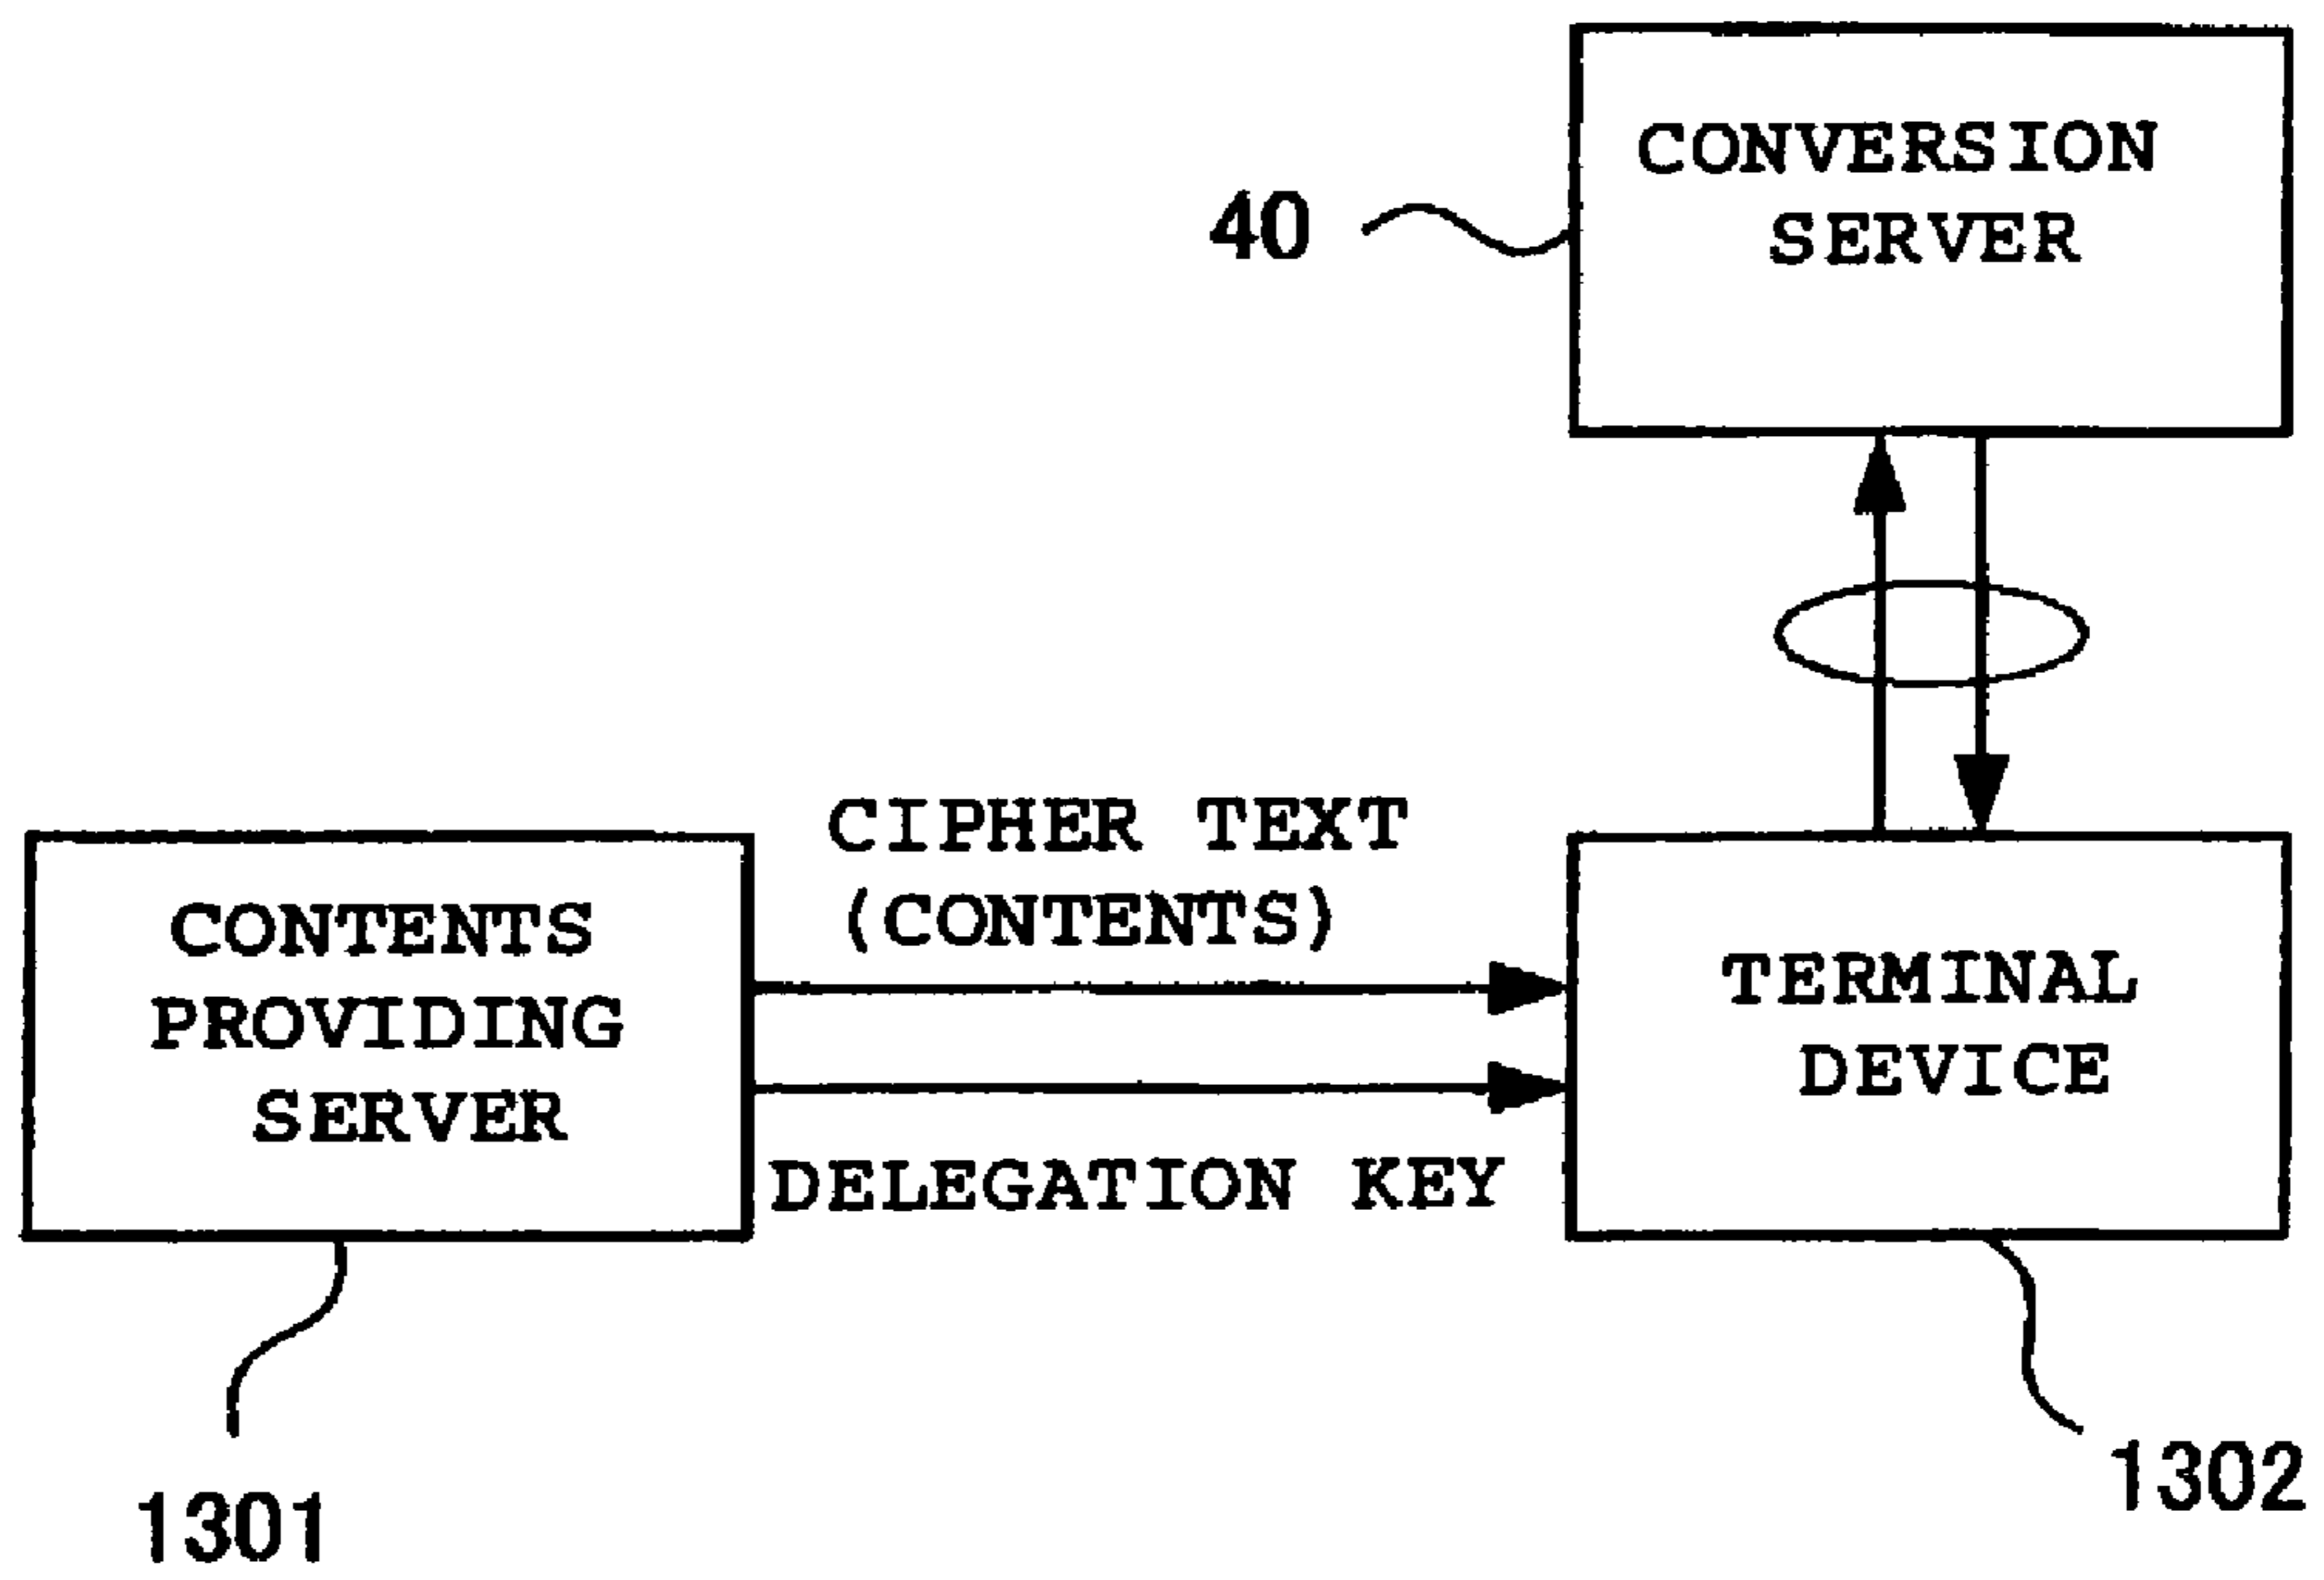 CONVERSION
SERVER
40
CIPHER TEXT
(CONTENTS)
CONTENTS
PROVIDING
SERVER
TERMINAL
DEVICE
DELEGATION KEY
1301
1302